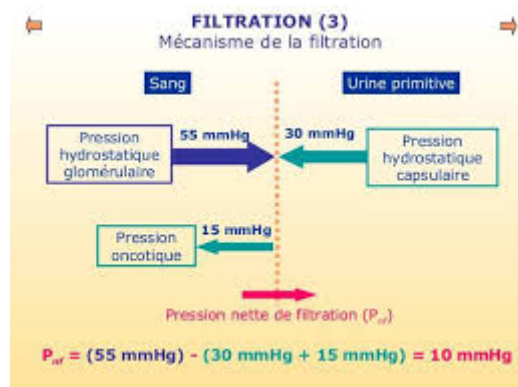 FILTRATION (3)
Mécanisme de la filtration
Sang
Urine primitive
Pression
hydrostatique
glomérulaire
55 mmHg
30 mmHg
Pression
hydrostatique
capsulaire
15 mmHg
Pression
oncotique
Pression nette de filtration (Pnf)
Pnf = (55 mmHg) - (30 mmHg + 15 mmHg) = 10 mmHg